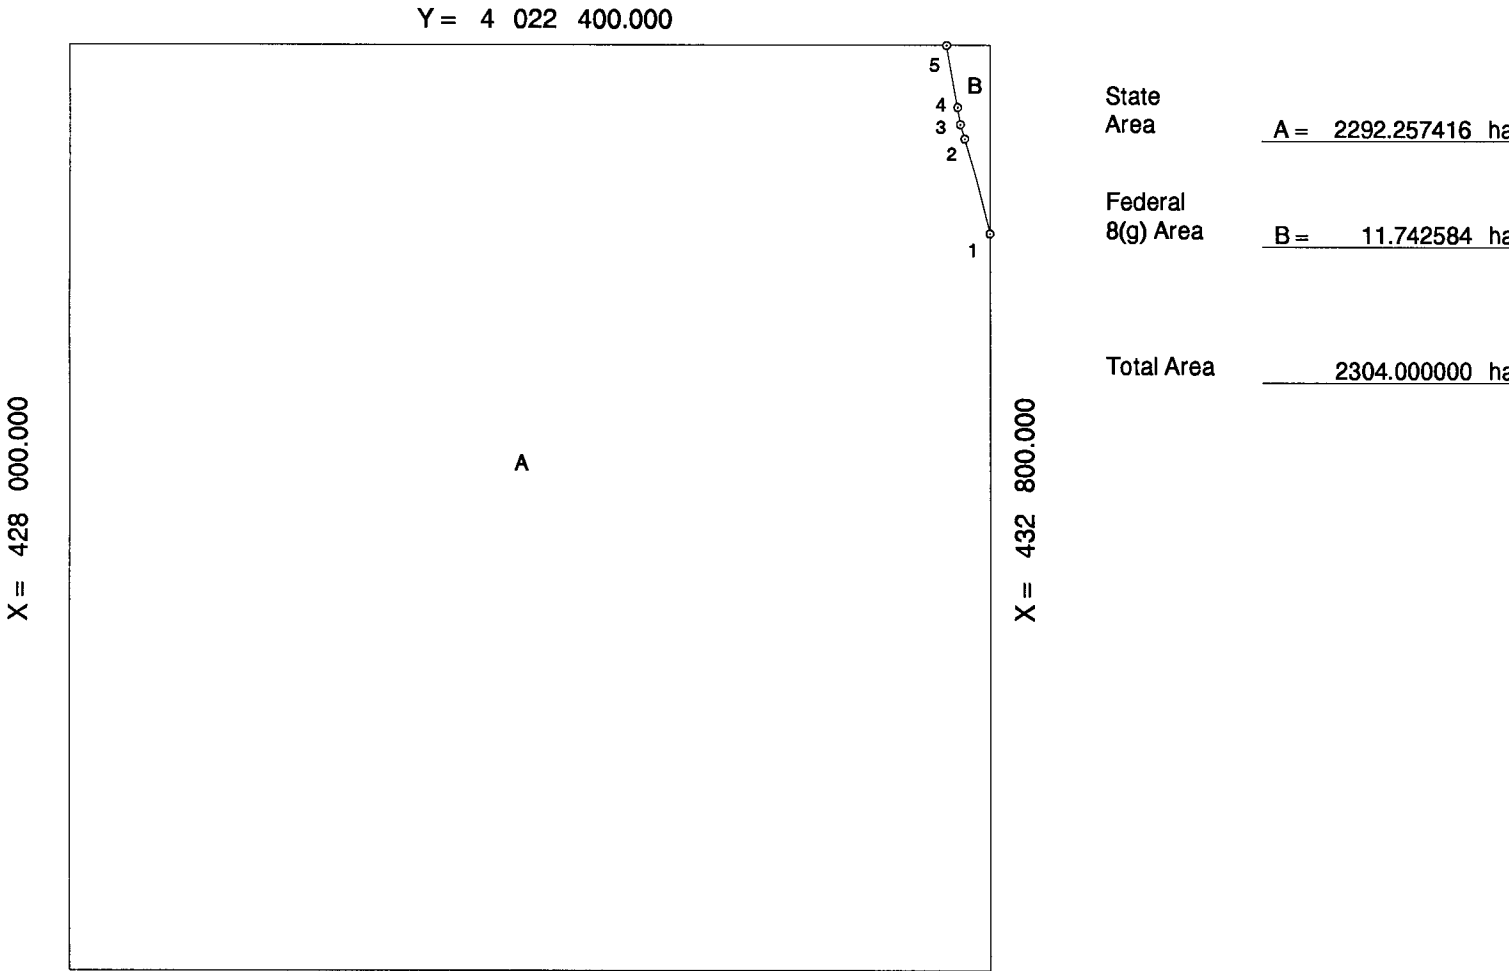 Y = 4 022 400.000
5
B
4
3
2
1
State
Area A = 2292.257416 ha
Federal
8(g) Area B = 11.742584 ha
Total Area 2304.000000 ha
X = 428 000.000
A
X = 432 800.000